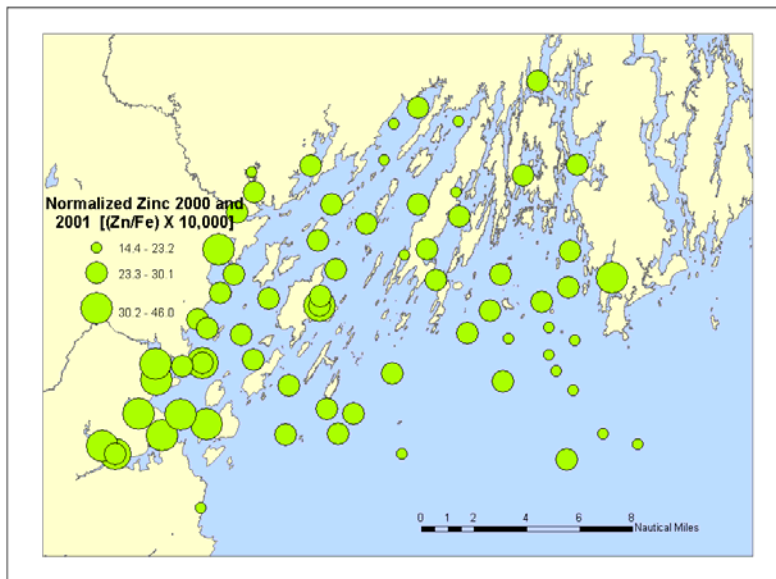 Normalized Zinc 2000 and
2001 [(Zn/Fe) X 10,000]
14.4 - 23.2
23.3 - 30.1
30.2 - 46.0
0 1 2 4 6 8
Nautical Miles